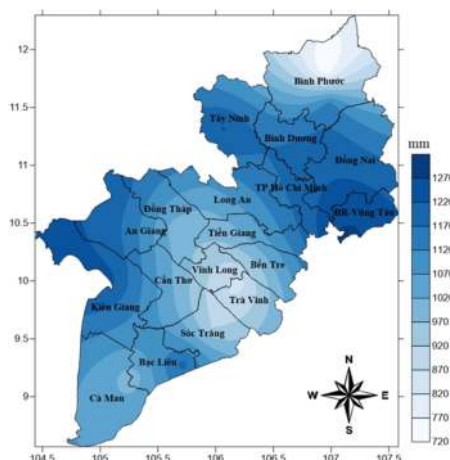 12
11.5
11
10.5
10
9.5
9
104.5
105
105.5
106
106.5
107
107.5
Bình Phước
Tây Ninh
Bình Dương
Đồng Nai
TP Hồ Chí Minh
BR-Vũng Tàu
Long An
Đồng Tháp
Tiền Giang
An Giang
Bến Tre
Vĩnh Long
Cần Thơ
Trà Vinh
Kiên Giang
Sóc Trăng
Bạc Liêu
Cà Mau
mm
1270
1220
1170
1120
1070
1020
970
920
870
820
770
720
N
W
E
S